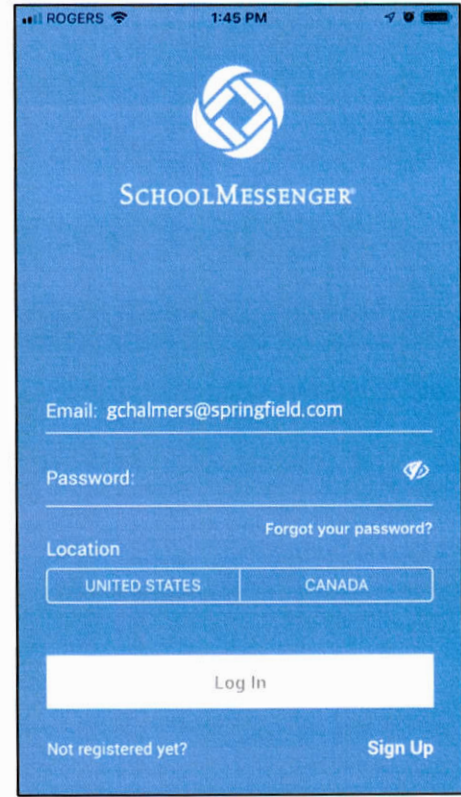 ROGERS 1:45 PM
SCHOOLMESSENGER®
Email: gchalmers@springfield.com
Password:
Forgot your password?
Location
UNITED STATES CANADA
Log In
Not registered yet? Sign Up